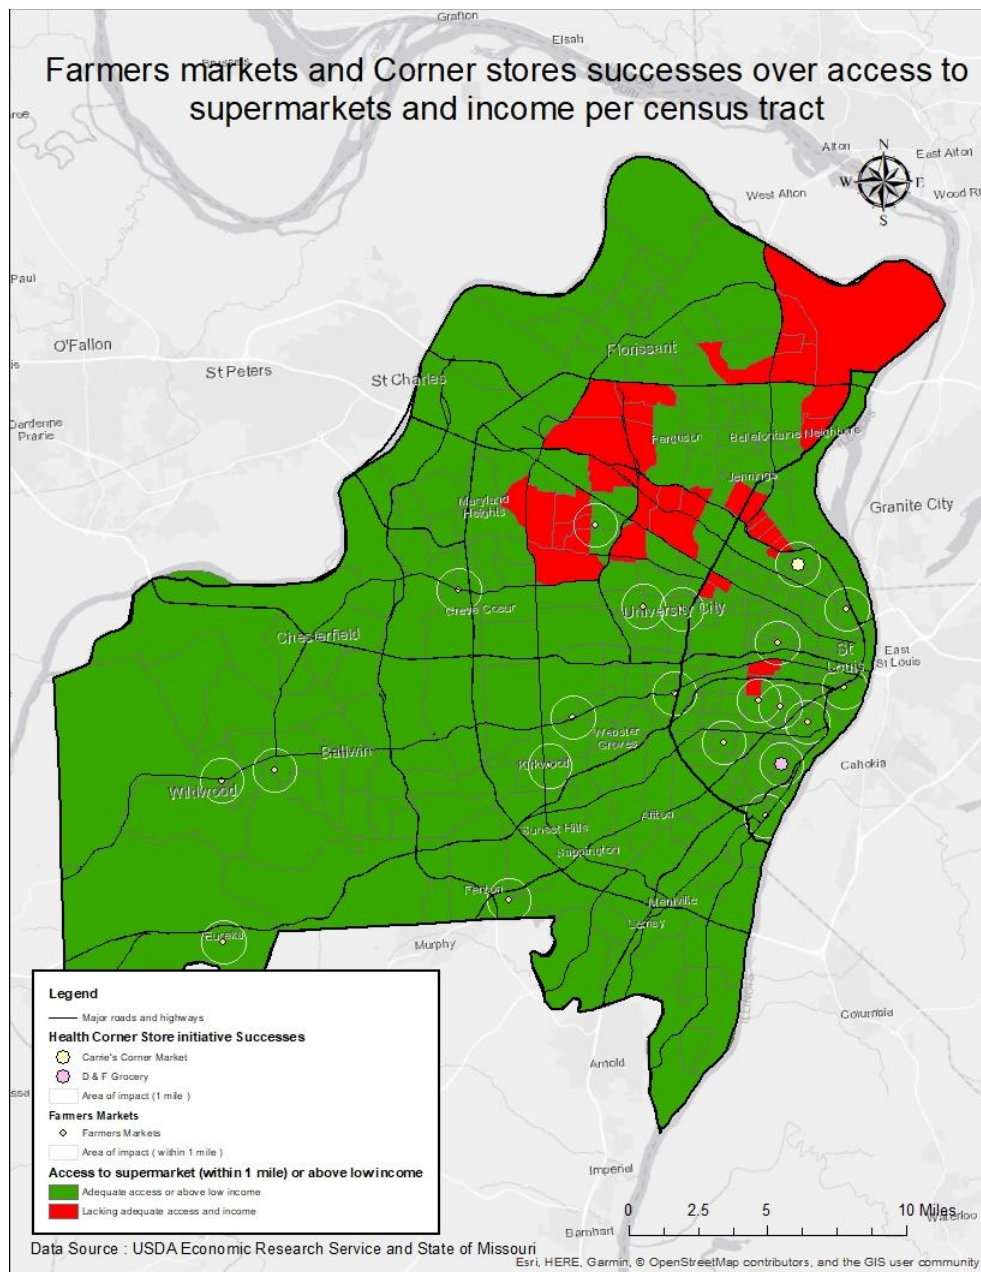 Grafton
Elsah
Farmers markets and Corner stores successes over access to
supermarkets and income per census tract
Alton
N
East Alton
W
E
Wood Ri
West Alton
S
Paul
O'Fallon
Florissant
St Peters
St Charles
Dardenne
Prairie
Ferguson
Bellefontaine Neighbors
Jennings
Maryland
Heights
Granite City
Creve Coeur
University City
Chesterfield
St
Louis
East
St Louis
Webster
Groves
Ballwin
Kirkwood
Cahokia
Wildwood
Affton
Sunset Hills
Sappington
Fenton
Mehlville
Lemay
Eureka
Murphy
ILLINOIS
Columbia
Arnold
Imperial
Waterloo
Barnhart
Legend
Major roads and highways
Health Corner Store initiative Successes
Carrie's Corner Market
D & F Grocery
Area of impact (1 mile )
Farmers Markets
Farmers Markets
Area of impact ( within 1 mile )
Access to supermarket (within 1 mile) or above low income
Adequate access or above low income
Lacking adequate access and income
0 2.5 5 10 Miles
Data Source : USDA Economic Research Service and State of Missouri
Esri, HERE, Garmin, © OpenStreetMap contributors, and the GIS user community